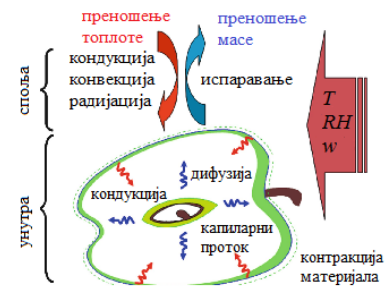 преношење
топлоте
преношење
масе
кондукција
конвекција
радијација
испаравање
споља
T
RH
w
унутра
кондукција
дифузија
капиларни
проток
контракција
материјала